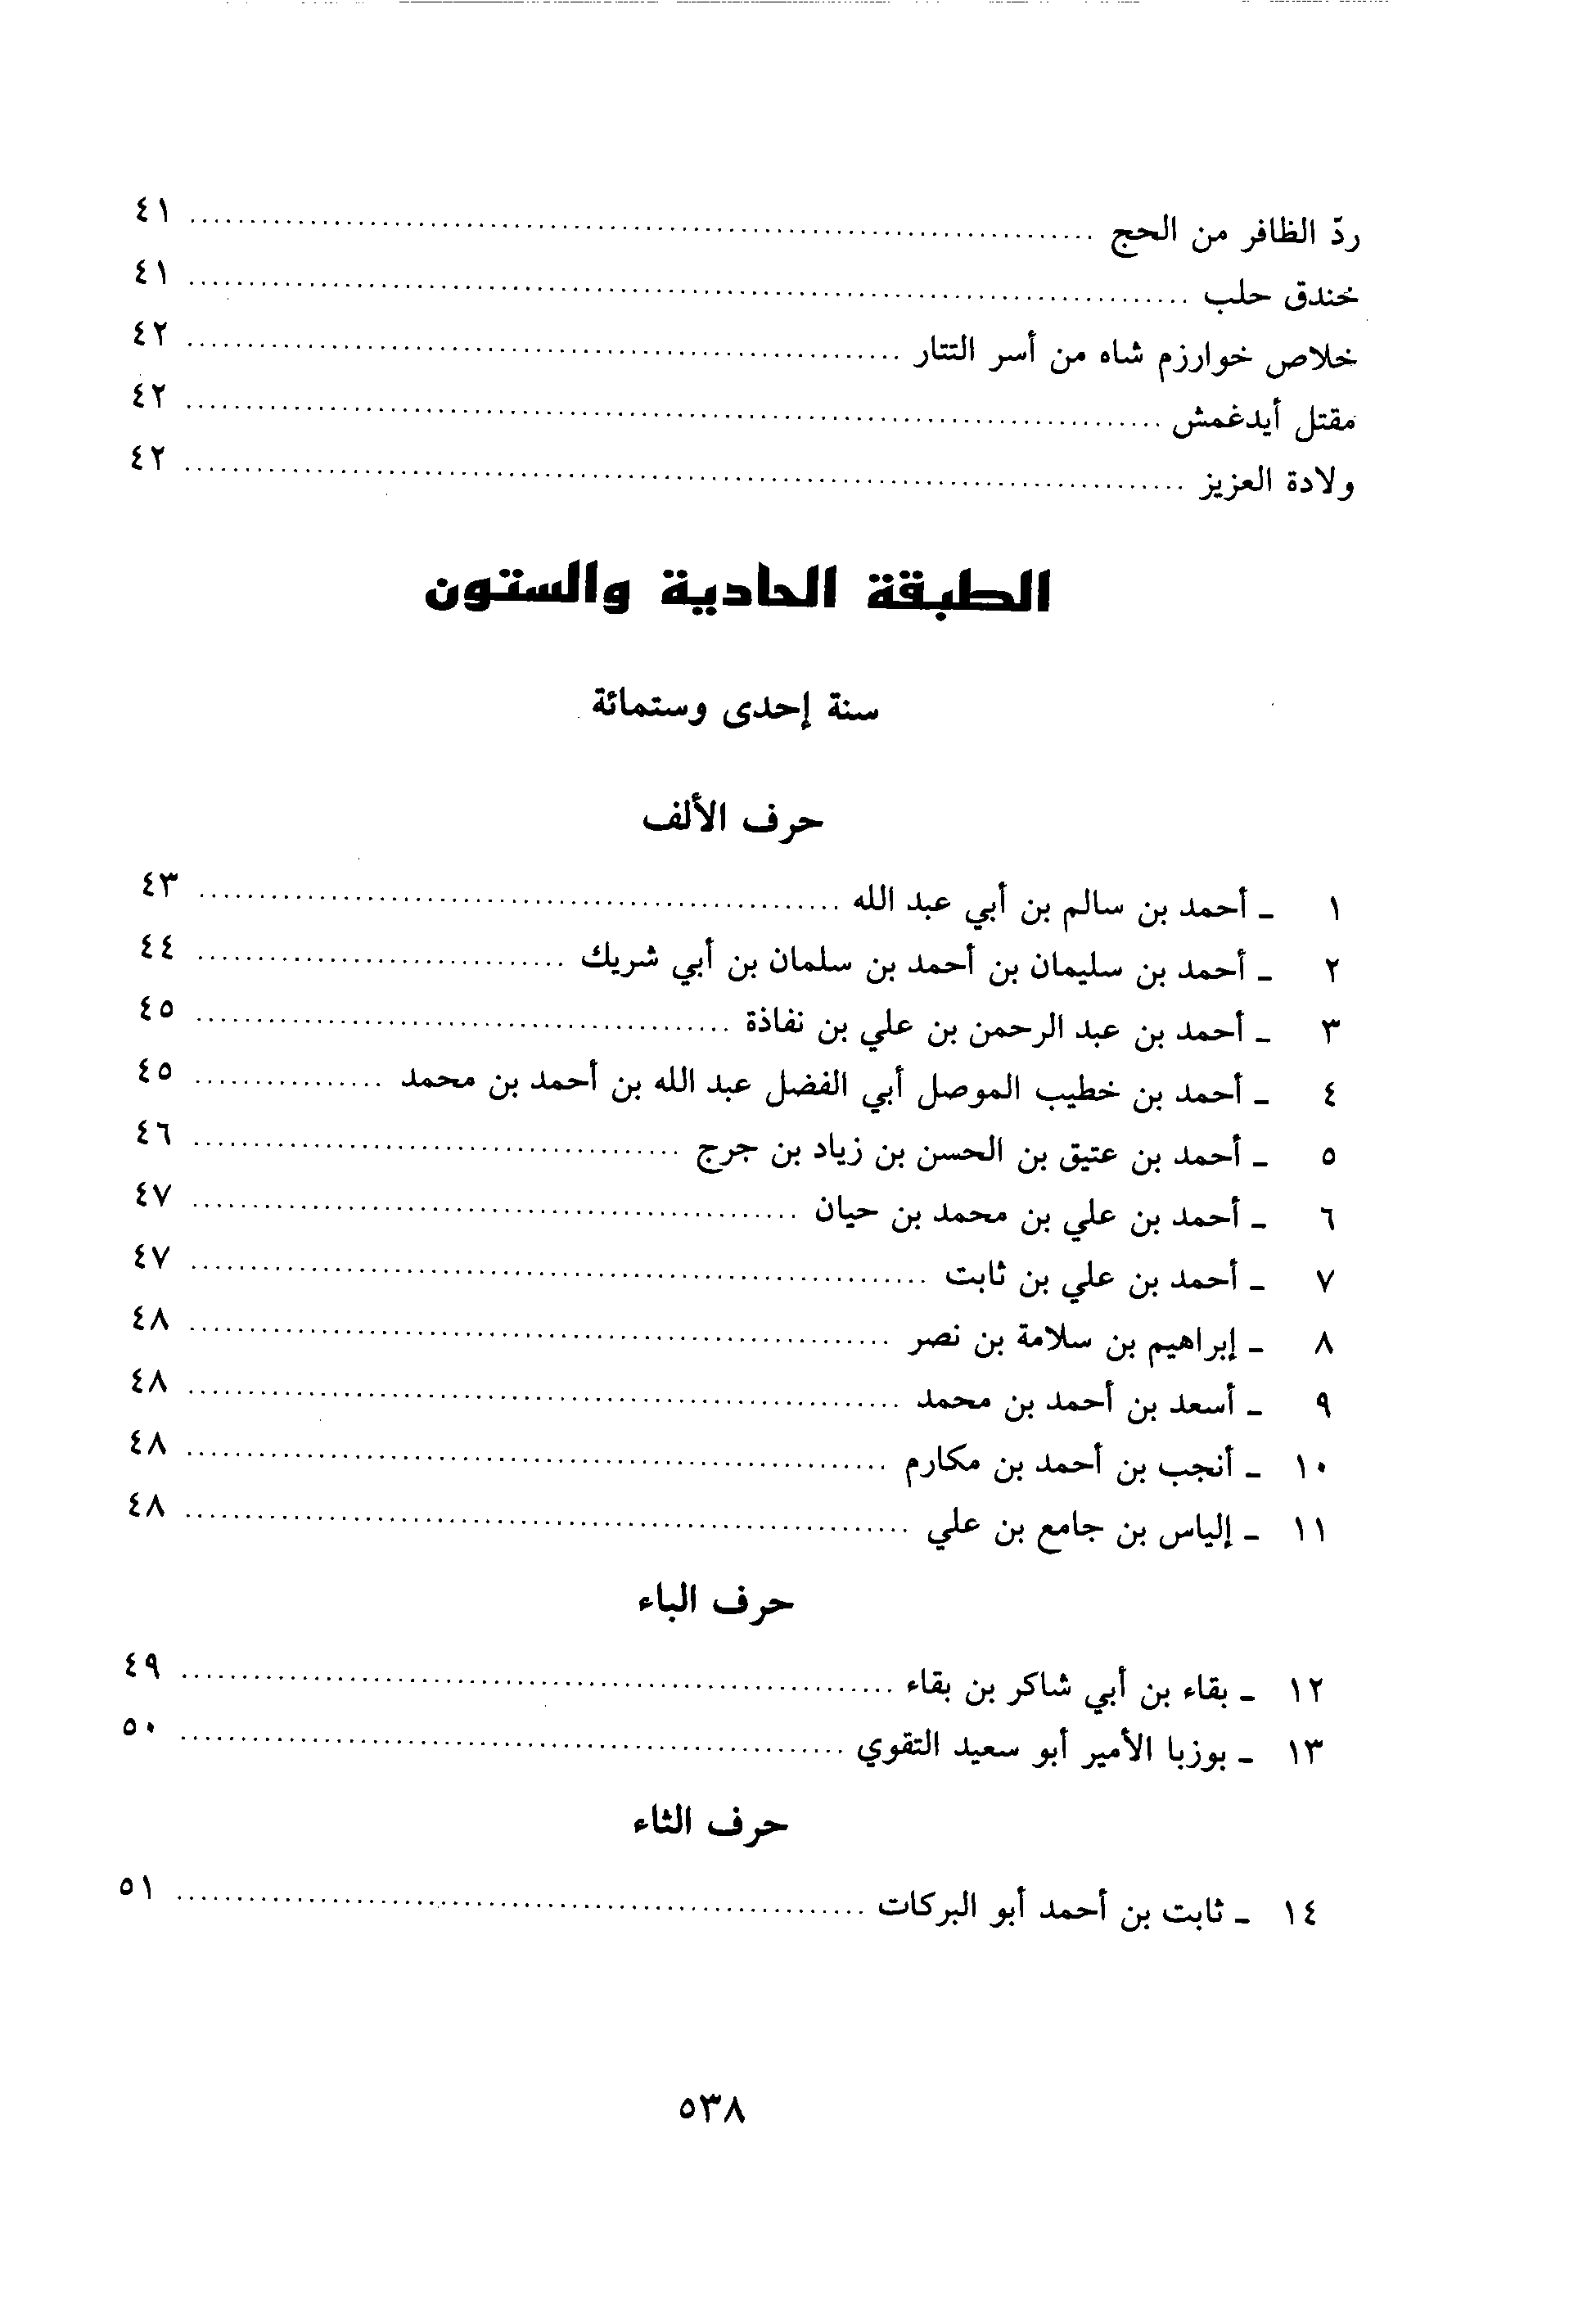 ردّ الظافر من الحج ........ ٤١
خندق حلب ........ ٤١
خلاص خوارزم شاه من أسر التتار ........ ٤٢
مقتل أيدغمش ........ ٤٢
ولادة العزيز ........ ٤٢
الطبقة الحادية والستون
سنة إحدى وستمائة
حرف الألف
١ - أحمد بن سالم بن أبي عبد الله ........ ٤٣
٢ - أحمد بن سليمان بن أحمد بن سلمان بن أبي شريك ........ ٤٤
٣ - أحمد بن عبد الرحمن بن علي بن نفاذة ........ ٤٥
٤ - أحمد بن خطيب الموصل أبي الفضل عبد الله بن أحمد بن محمد ........ ٤٥
٥ - أحمد بن عتيق بن الحسن بن زياد بن جرج ........ ٤٦
٦ - أحمد بن علي بن محمد بن حيان ........ ٤٧
٧ - أحمد بن علي بن ثابت ........ ٤٧
٨ - إبراهيم بن سلامة بن نصر ........ ٤٨
٩ - أسعد بن أحمد بن محمد ........ ٤٨
١٠ - أنجب بن أحمد بن مكارم ........ ٤٨
١١ - إلياس بن جامع بن علي ........ ٤٨
حرف الباء
١٢ - بقاء بن أبي شاكر بن بقاء ........ ٤٩
١٣ - بوزبا الأمير أبو سعيد التقوي ........ ٥٠
حرف الثاء
١٤ - ثابت بن أحمد أبو البركات ........ ٥١
٥٣٨